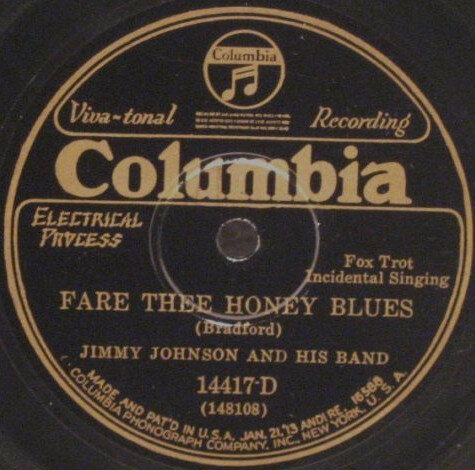 Columbia
Viva-tonal Recording
Columbia
ELECTRICAL
PROCESS
Fox Trot
Incidental Singing
FARE THEE HONEY BLUES
(Bradford)
JIMMY JOHNSON AND HIS BAND
14417-D
(148108)
MADE AND PAT'D IN U.S.A. JAN. 21, '13 AND RE. 16588
COLUMBIA PHONOGRAPH COMPANY, INC., NEW YORK U.S.A.